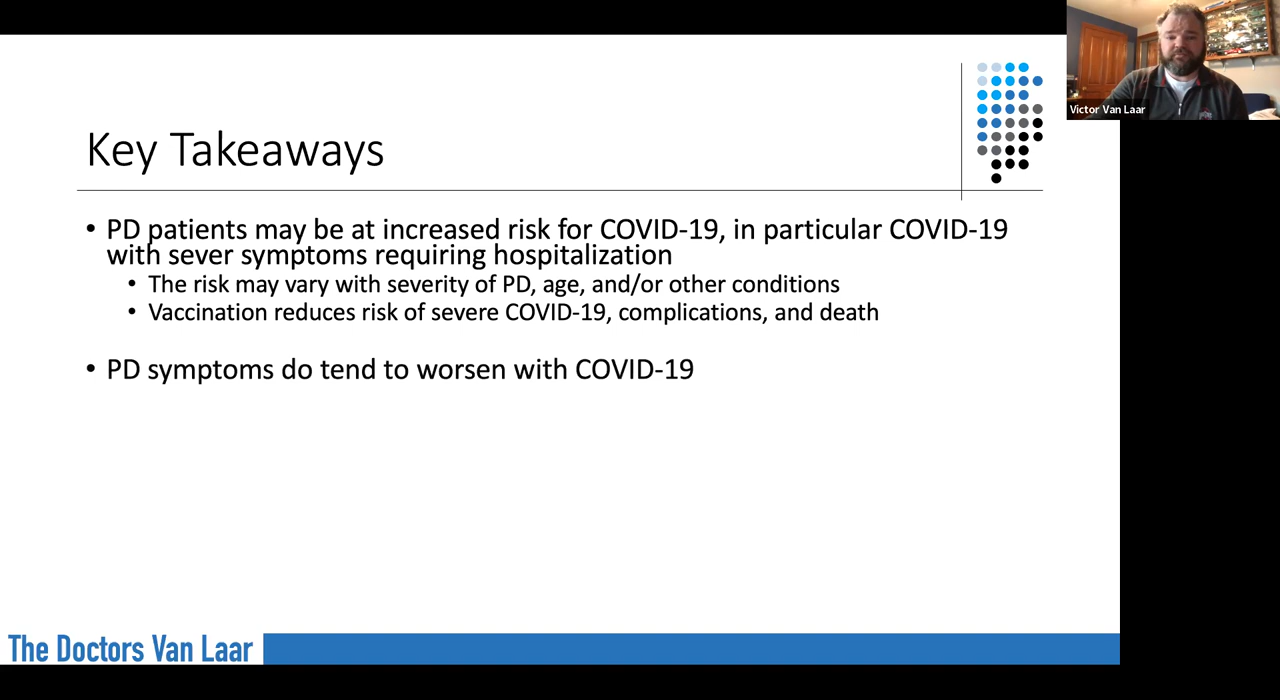 Victor Van Laar
Key Takeaways
• PD patients may be at increased risk for COVID-19, in particular COVID-19
with sever symptoms requiring hospitalization
• The risk may vary with severity of PD, age, and/or other conditions
• Vaccination reduces risk of severe COVID-19, complications, and death
• PD symptoms do tend to worsen with COVID-19
The Doctors Van Laar